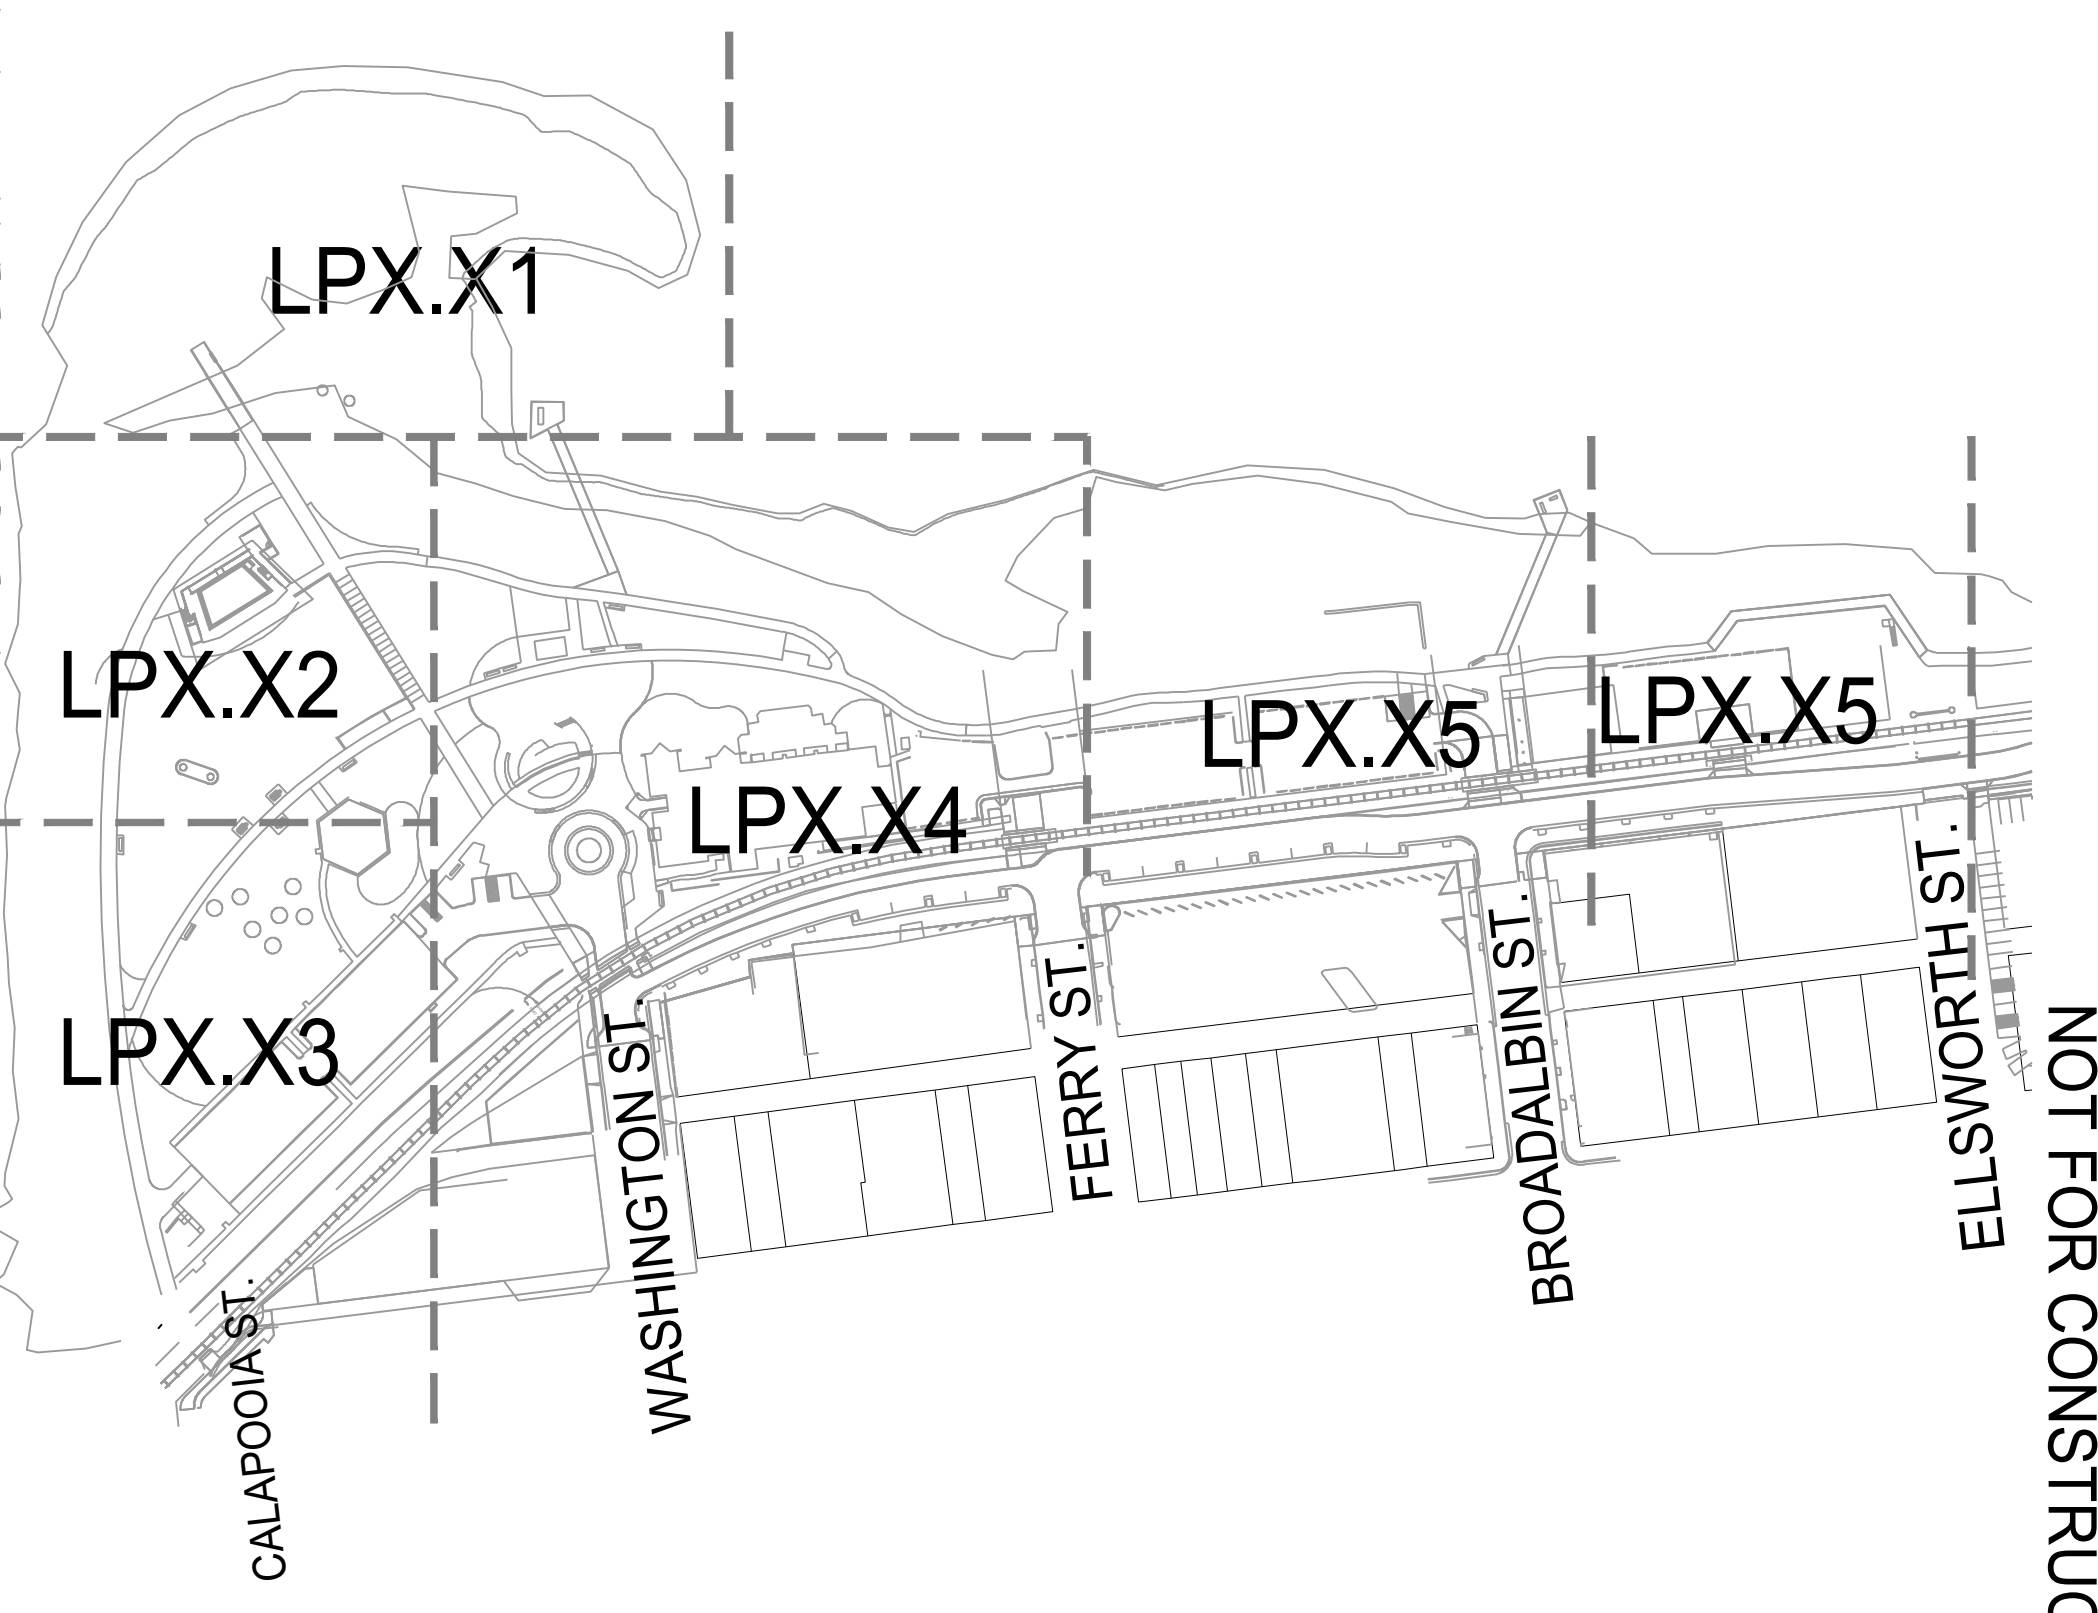 LPX.X1
LPX.X2
LPX.X5
LPX.X5
LPX.X4
LPX.X3
CALAPOOIA ST.
WASHINGTON ST.
FERRY ST.
BROADALBIN ST.
ELLSWORTH ST.
NOT FOR CONSTRUC